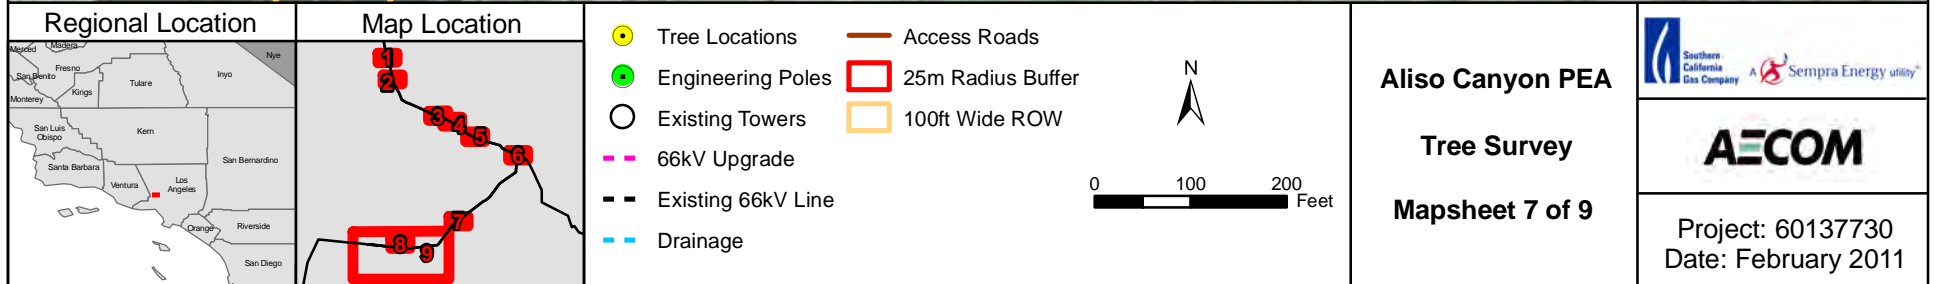 Regional Location
Merced
Madera
Nye
Fresno
San Benito
Inyo
Tulare
Kings
Monterey
San Luis
Obispo
Kern
Santa Barbara
San Bernardino
Ventura
Los
Angeles
Orange
Riverside
San Diego
Map Location
1
2
3
4
5
6
7
8
9
Tree Locations
Engineering Poles
Existing Towers
66kV Upgrade
Existing 66kV Line
Drainage
Access Roads
25m Radius Buffer
100ft Wide ROW
N
0 100 200
Feet
Aliso Canyon PEA
Tree Survey
Mapsheet 7 of 9
Southern
California
Gas Company
A Sempra Energy utility
AECOM
Project: 60137730
Date: February 2011